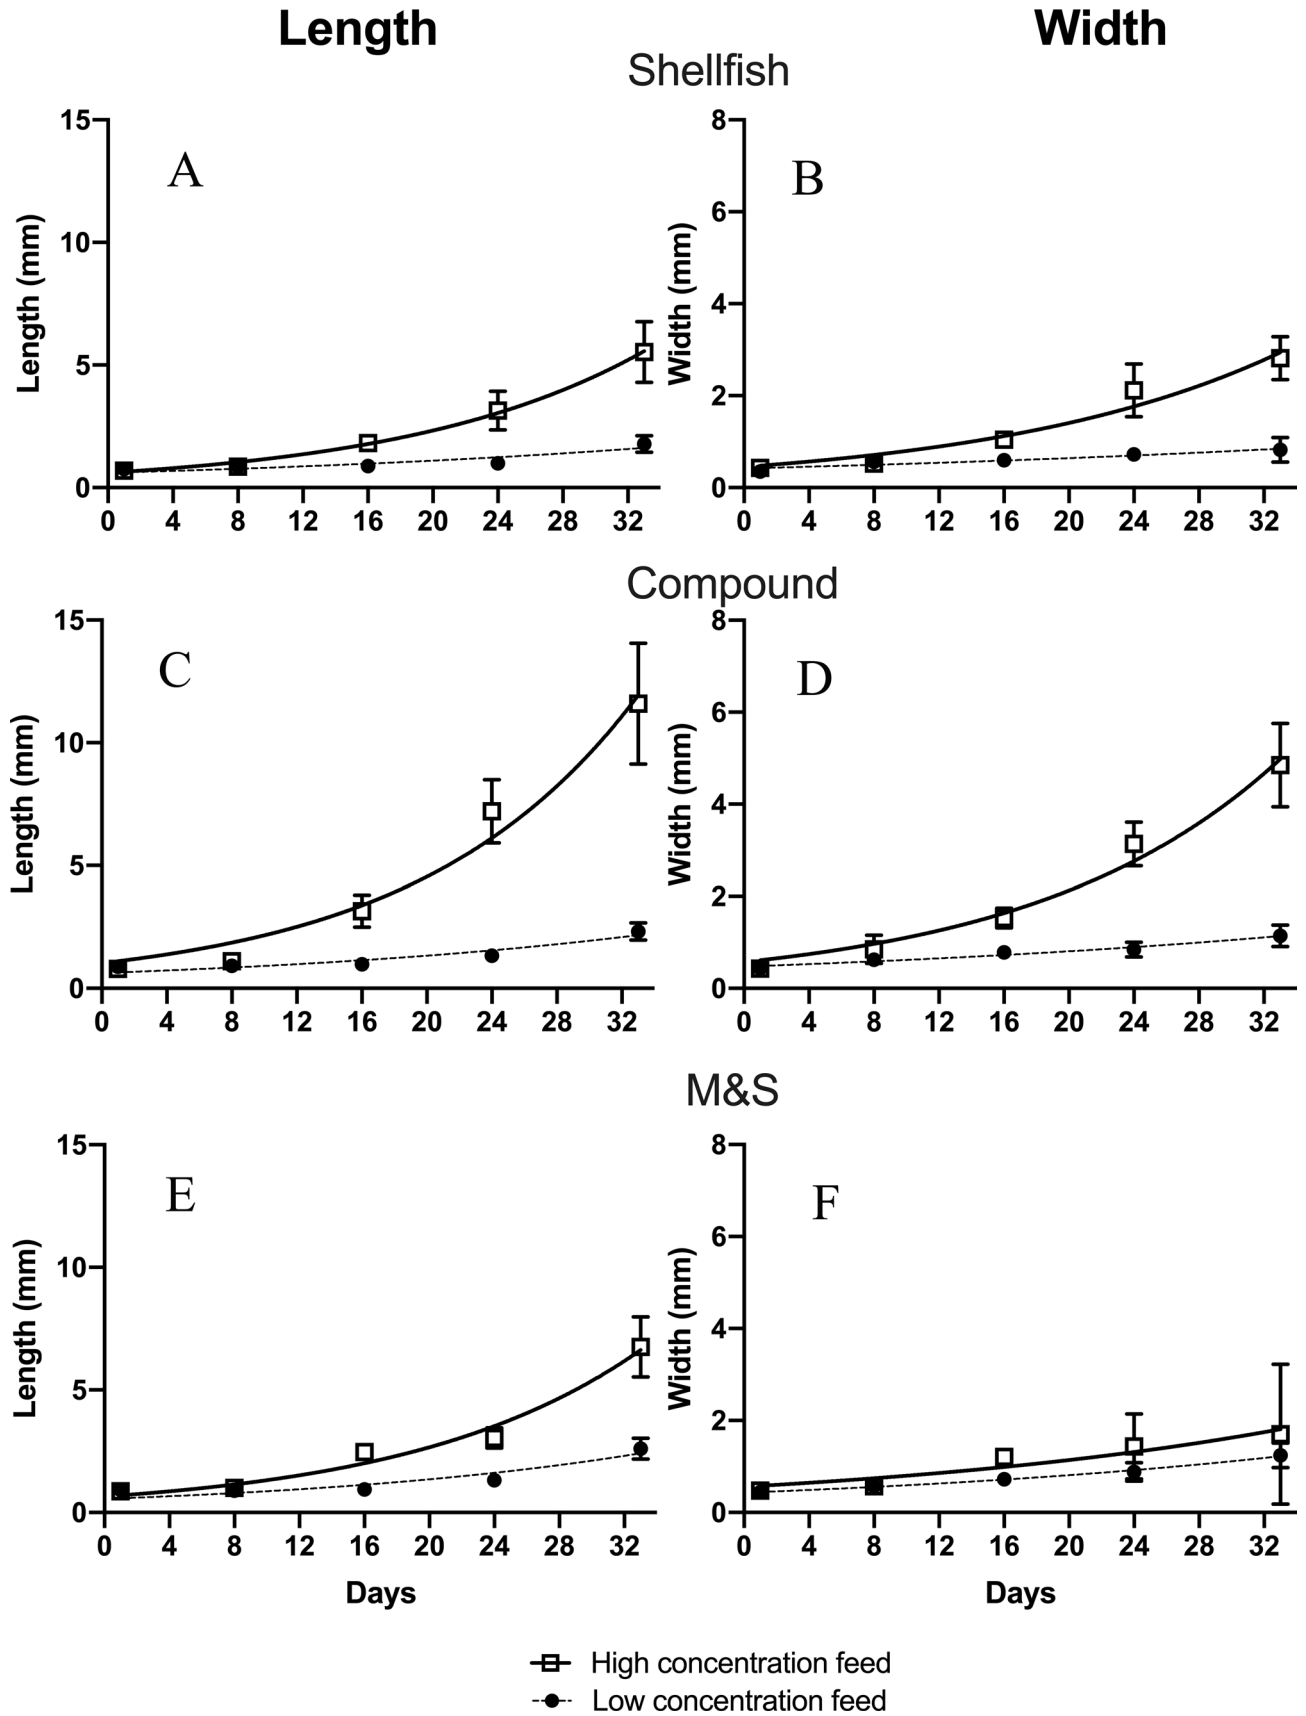 Length Width
Shellfish
A
Length (mm)
15
10
5
0
0 4 8 12 16 20 24 28 32
B
Width (mm)
8
6
4
2
0
0 4 8 12 16 20 24 28 32
Compound
C
Length (mm)
15
10
5
0
0 4 8 12 16 20 24 28 32
D
Width (mm)
8
6
4
2
0
0 4 8 12 16 20 24 28 32
M&S
E
Length (mm)
15
10
5
0
0 4 8 12 16 20 24 28 32
Days
F
Width (mm)
8
6
4
2
0
0 4 8 12 16 20 24 28 32
Days
High concentration feed
Low concentration feed